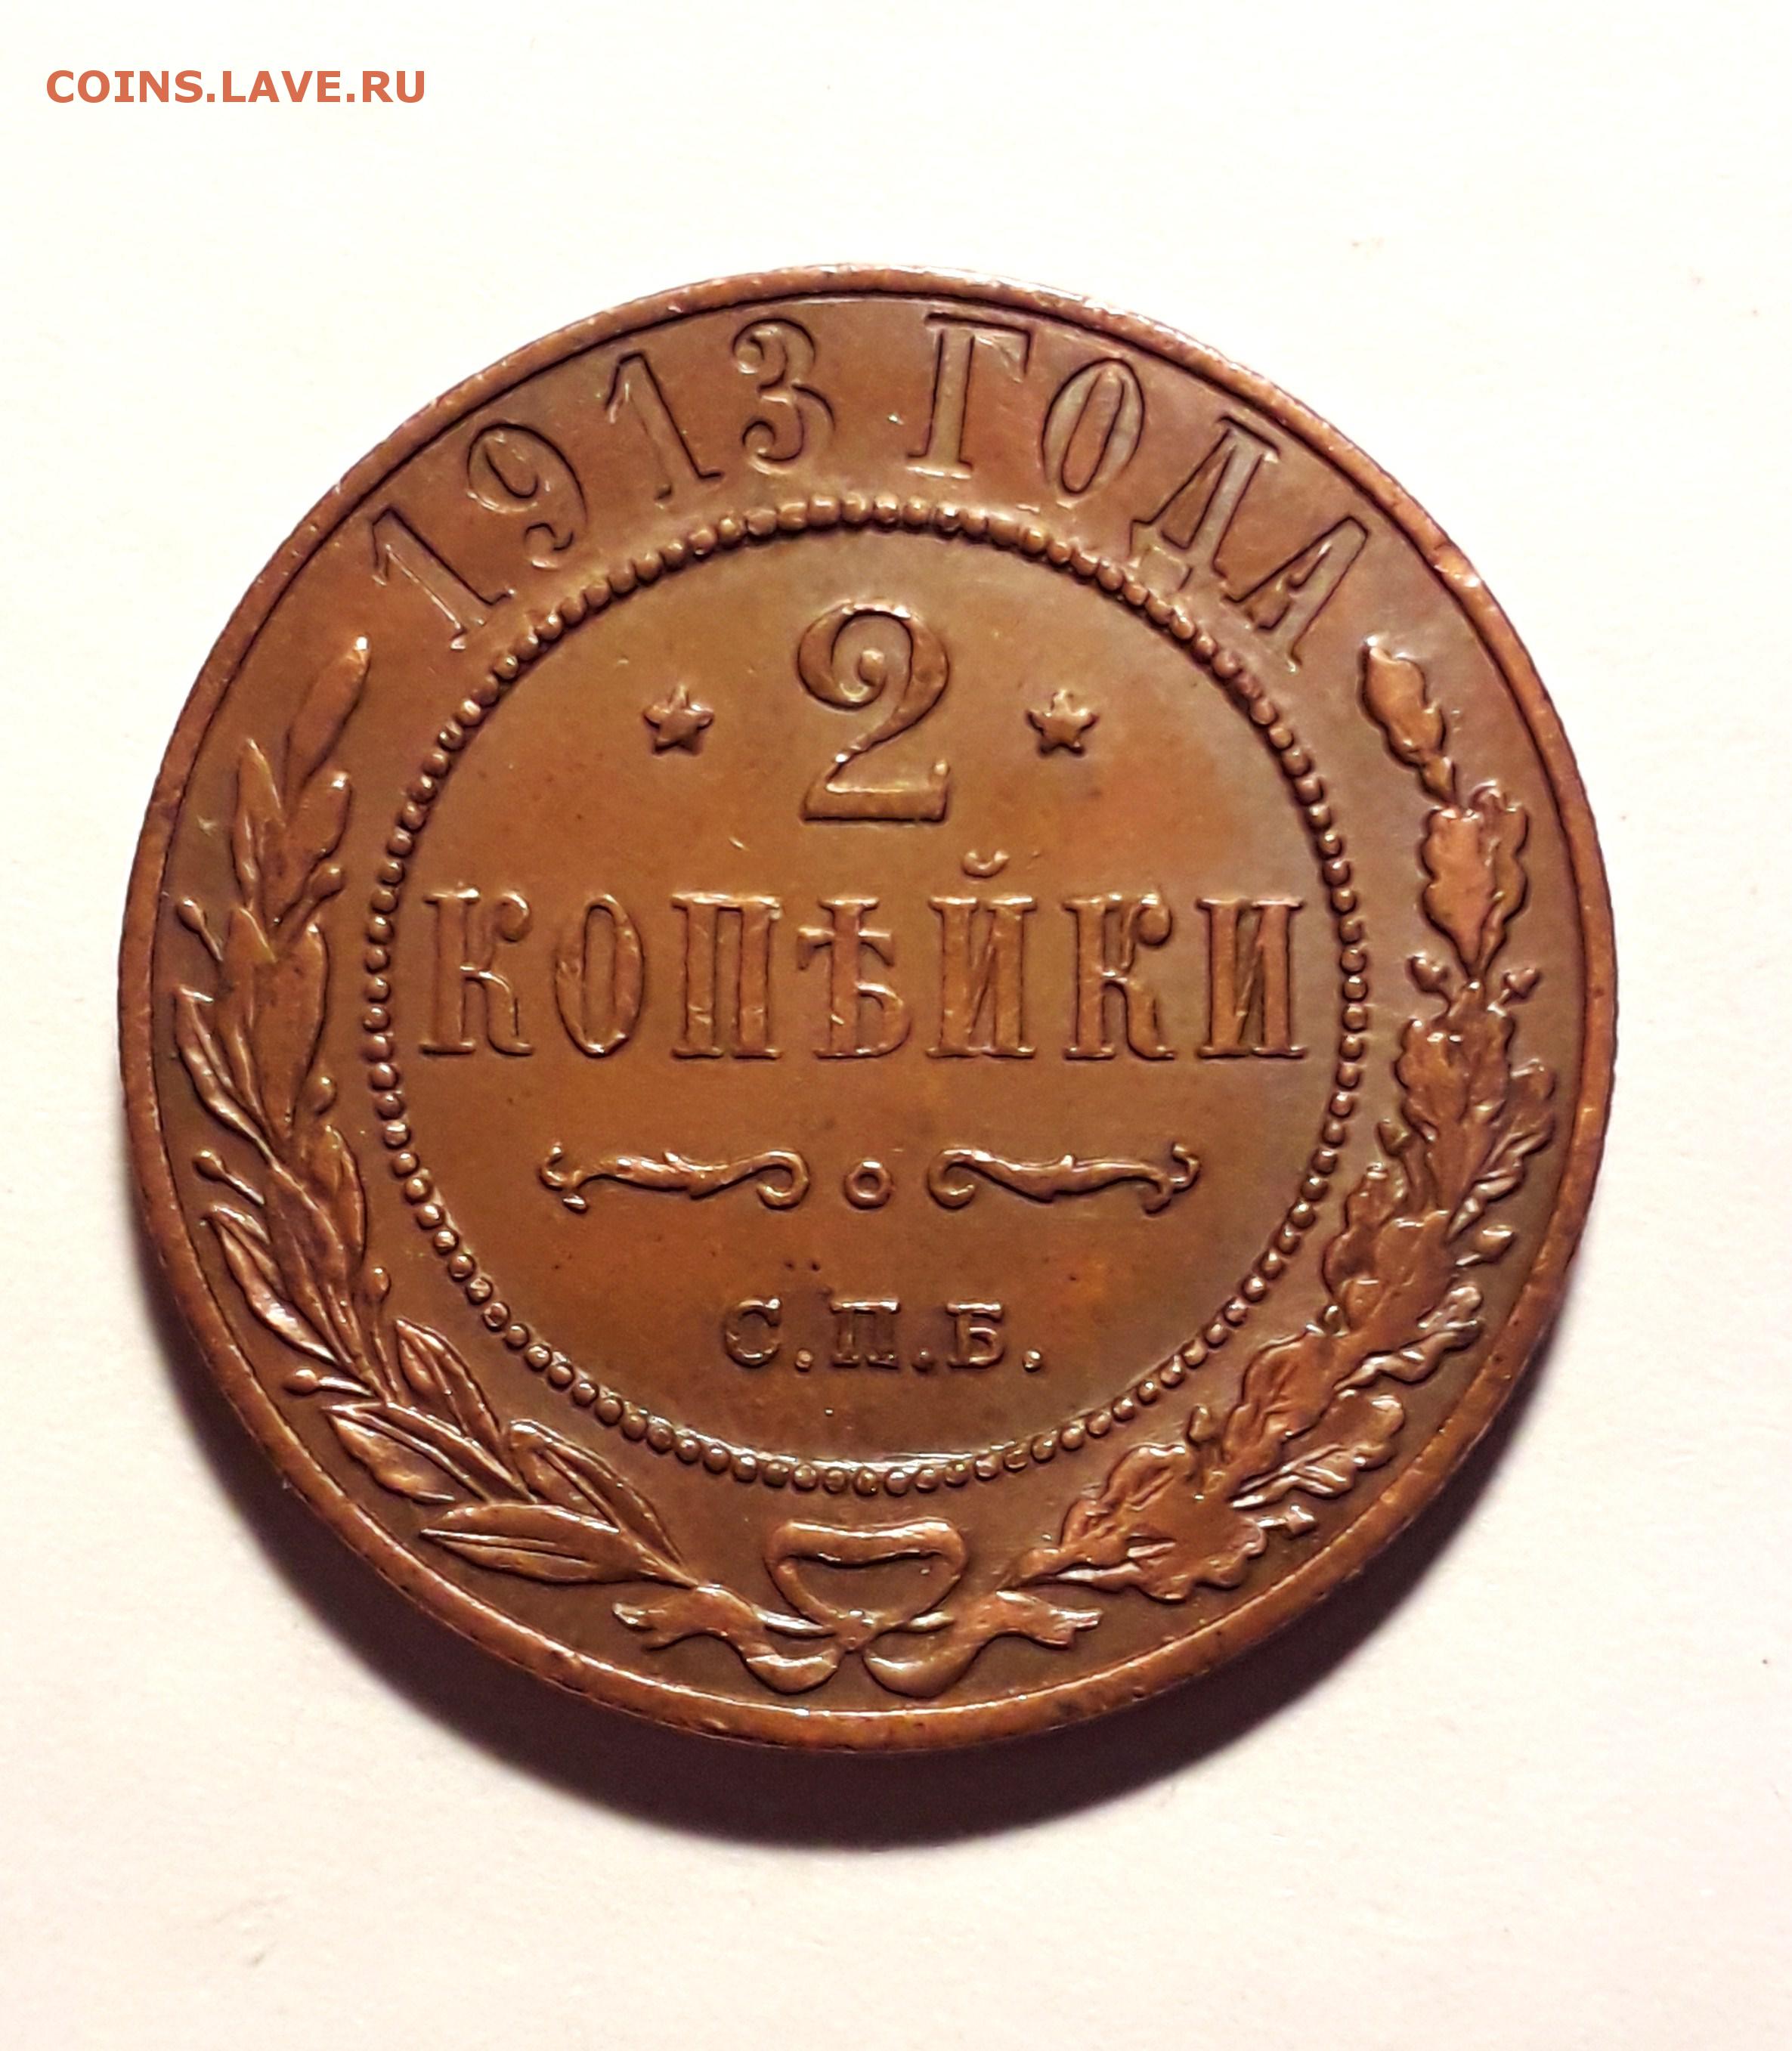 COINS.LAVE.RU
1913 ГОДА
2
КОПѢЙКИ
С.П.Б.